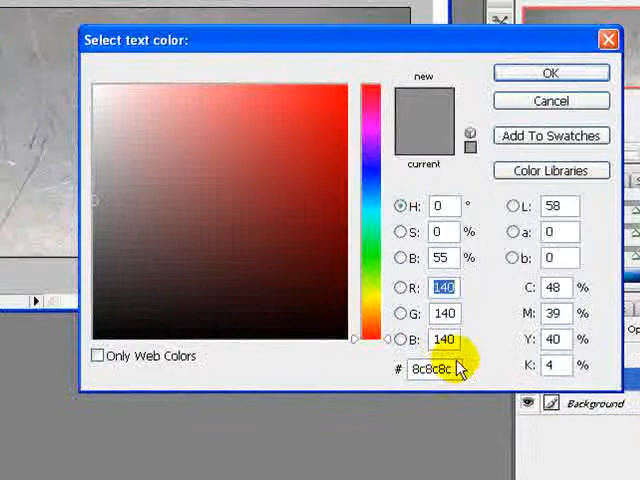 Select text color:
new
current
OK
Cancel
Add To Swatches
Color Libraries
H: 0 °
S: 0 %
B: 55 %
R: 140
G: 140
B: 140
# 8c8c8c
L: 58
a: 0
b: 0
C: 48 %
M: 39 %
Y: 40 %
K: 4 %
Only Web Colors
Background